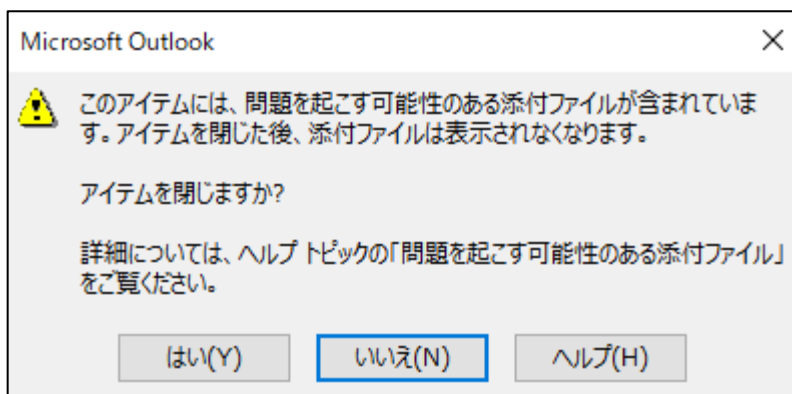 Microsoft Outlook
このアイテムには、問題を起こす可能性のある添付ファイルが含まれていま
す。アイテムを閉じた後、添付ファイルは表示されなくなります。
アイテムを閉じますか?
詳細については、ヘルプ トピックの「問題を起こす可能性のある添付ファイル」
をご覧ください。
はい(Y) いいえ(N) ヘルプ(H)